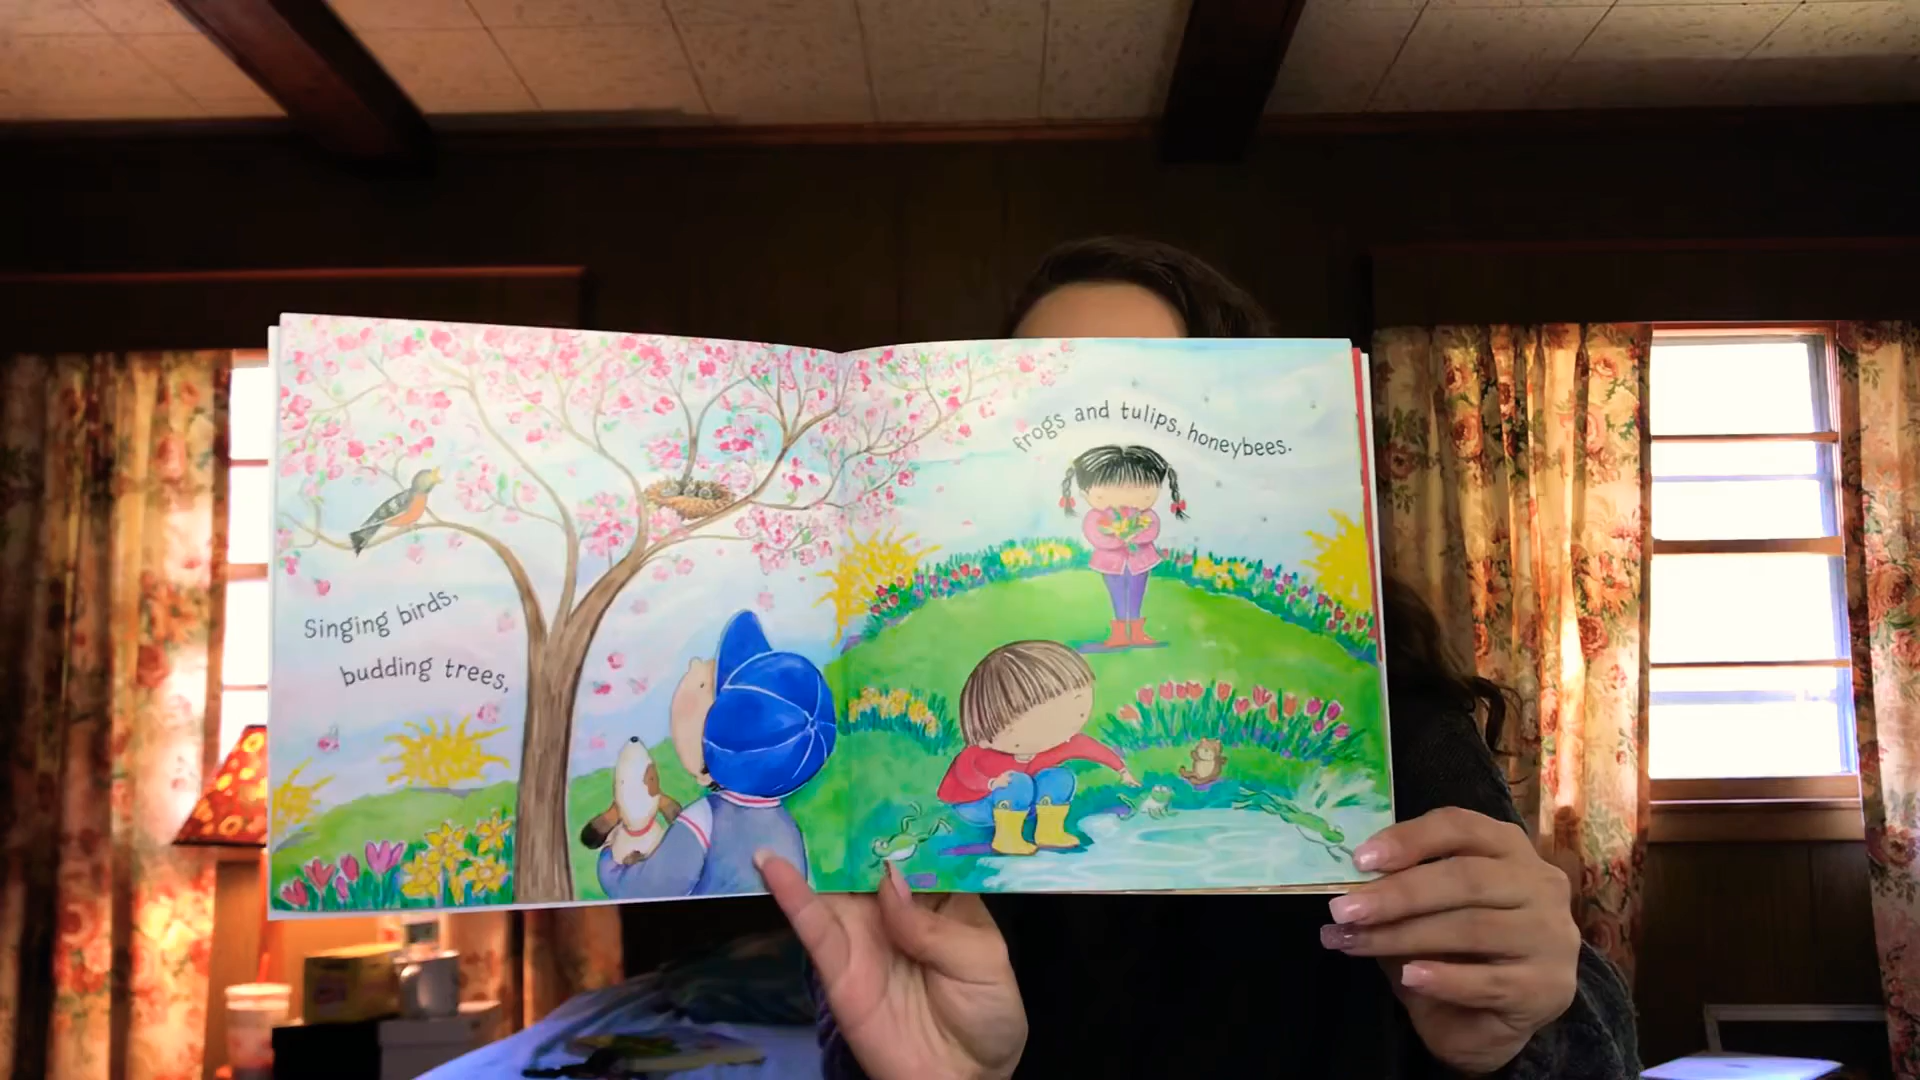 Singing birds,
budding trees,
frogs and tulips, honeybees.